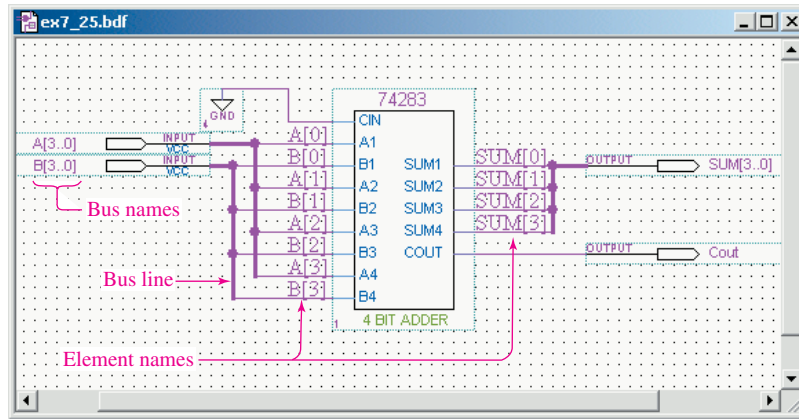 ex7_25.bdf
74283
GND
CIN
A[3..0] INPUT VCC A[0] A1
B[3..0] INPUT VCC B[0] B1 SUM1 SUM[0] OUTPUT SUM[3..0]
A[1] A2 SUM2 SUM[1]
Bus names B[1] B2 SUM3 SUM[2]
A[2] A3 SUM4 SUM[3]
B[2] B3 COUT OUTPUT Cout
Bus line A[3] A4
B[3] B4
1 4 BIT ADDER
Element names